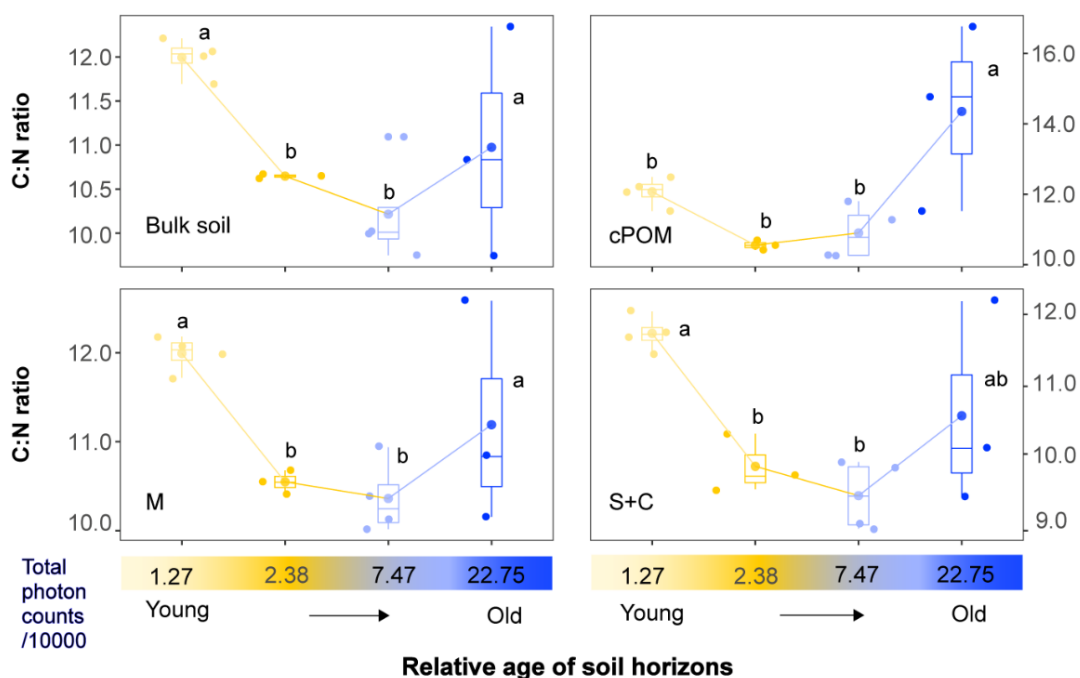 C:N ratio
12.0
11.5
11.0
10.5
10.0
a
b
b
a
Bulk soil
16.0
14.0
12.0
10.0
b
b
b
a
cPOM
C:N ratio
12.0
11.0
10.0
a
b
b
a
M
12.0
11.0
10.0
9.0
a
b
b
ab
S+C
Total
photon
counts
/10000
1.27 2.38 7.47 22.75
Young Old
1.27 2.38 7.47 22.75
Young Old
Relative age of soil horizons